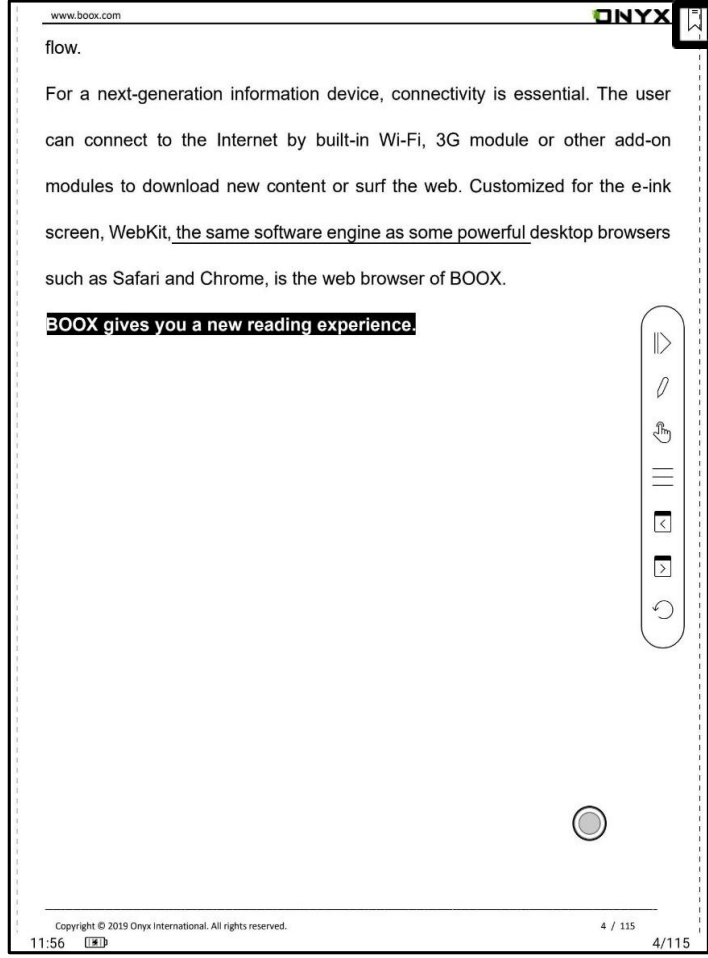 www.boox.com
ONYX
flow.
For a next-generation information device, connectivity is essential. The user
can connect to the Internet by built-in Wi-Fi, 3G module or other add-on
modules to download new content or surf the web. Customized for the e-ink
screen, WebKit, the same software engine as some powerful desktop browsers
such as Safari and Chrome, is the web browser of BOOX.
BOOX gives you a new reading experience.
Copyright © 2019 Onyx International. All rights reserved.
4 / 115
11:56
4/115